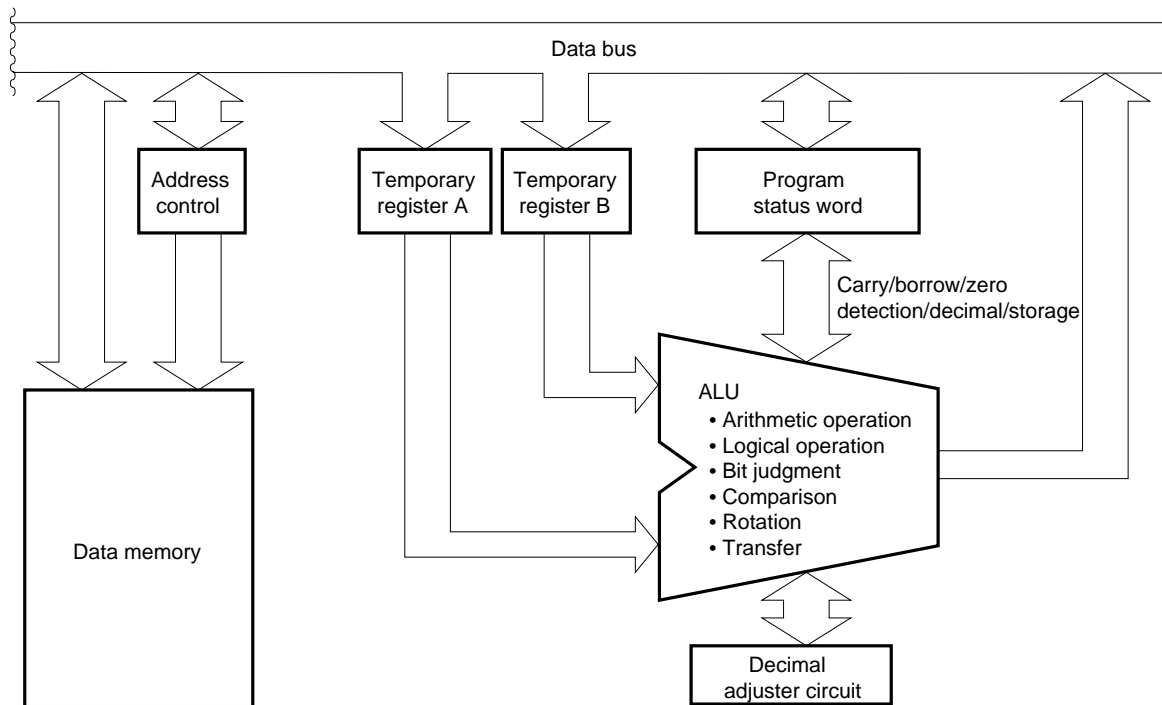 Data bus
Address
control
Temporary
register A
Temporary
register B
Program
status word
Carry/borrow/zero
detection/decimal/storage
ALU
• Arithmetic operation
• Logical operation
• Bit judgment
• Comparison
• Rotation
• Transfer
Data memory
Decimal
adjuster circuit